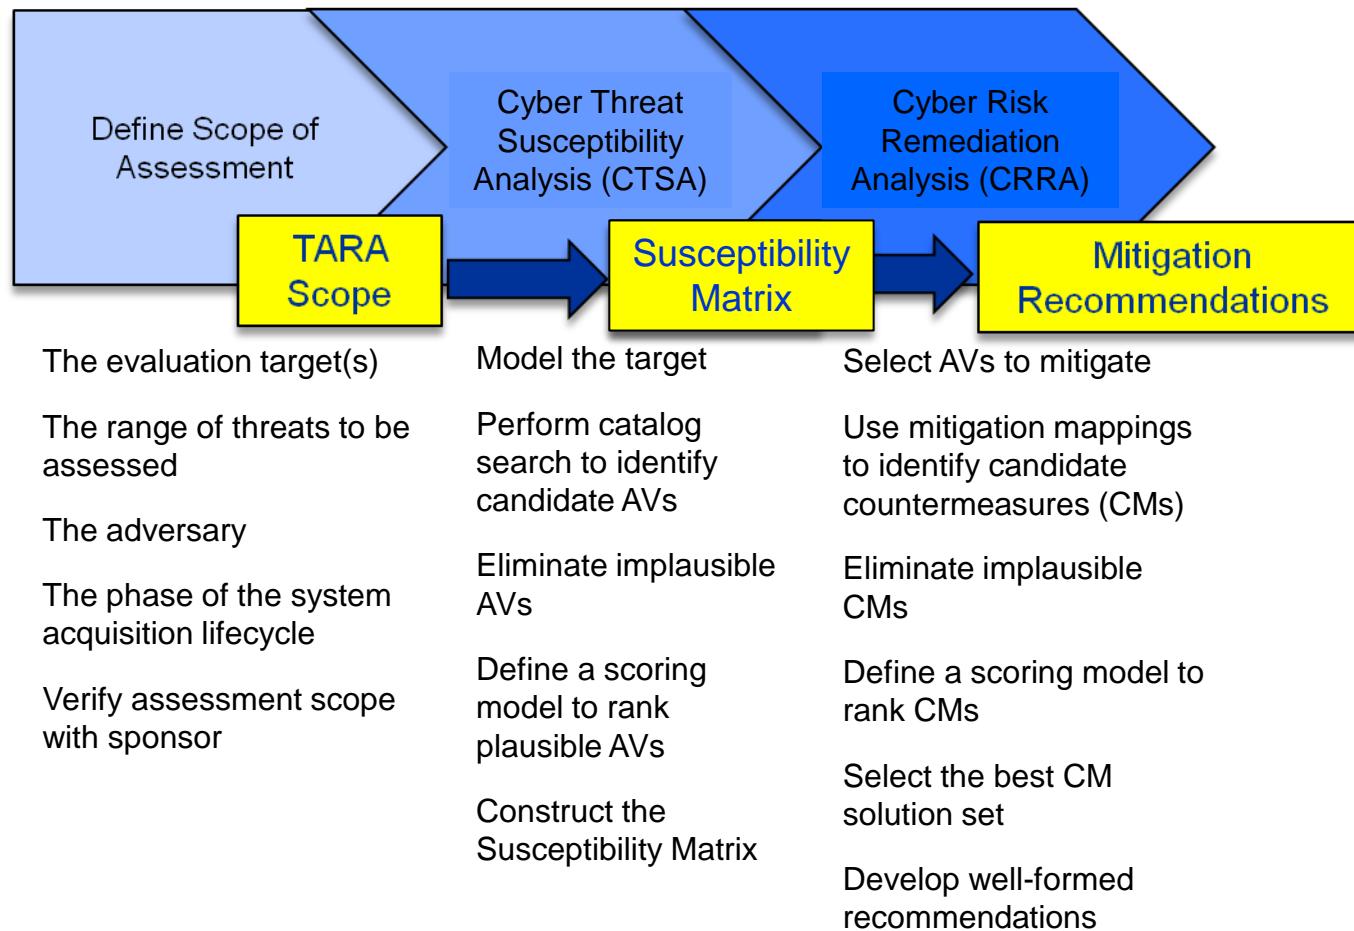 Define Scope of
Assessment
Cyber Threat
Susceptibility
Analysis (CTSA)
Cyber Risk
Remediation
Analysis (CRRA)
TARA
Scope
Susceptibility
Matrix
Mitigation
Recommendations
The evaluation target(s)
The range of threats to be
assessed
The adversary
The phase of the system
acquisition lifecycle
Verify assessment scope
with sponsor
Model the target
Perform catalog
search to identify
candidate AVs
Eliminate implausible
AVs
Define a scoring
model to rank
plausible AVs
Construct the
Susceptibility Matrix
Select AVs to mitigate
Use mitigation mappings
to identify candidate
countermeasures (CMs)
Eliminate implausible
CMs
Define a scoring model to
rank CMs
Select the best CM
solution set
Develop well-formed
recommendations